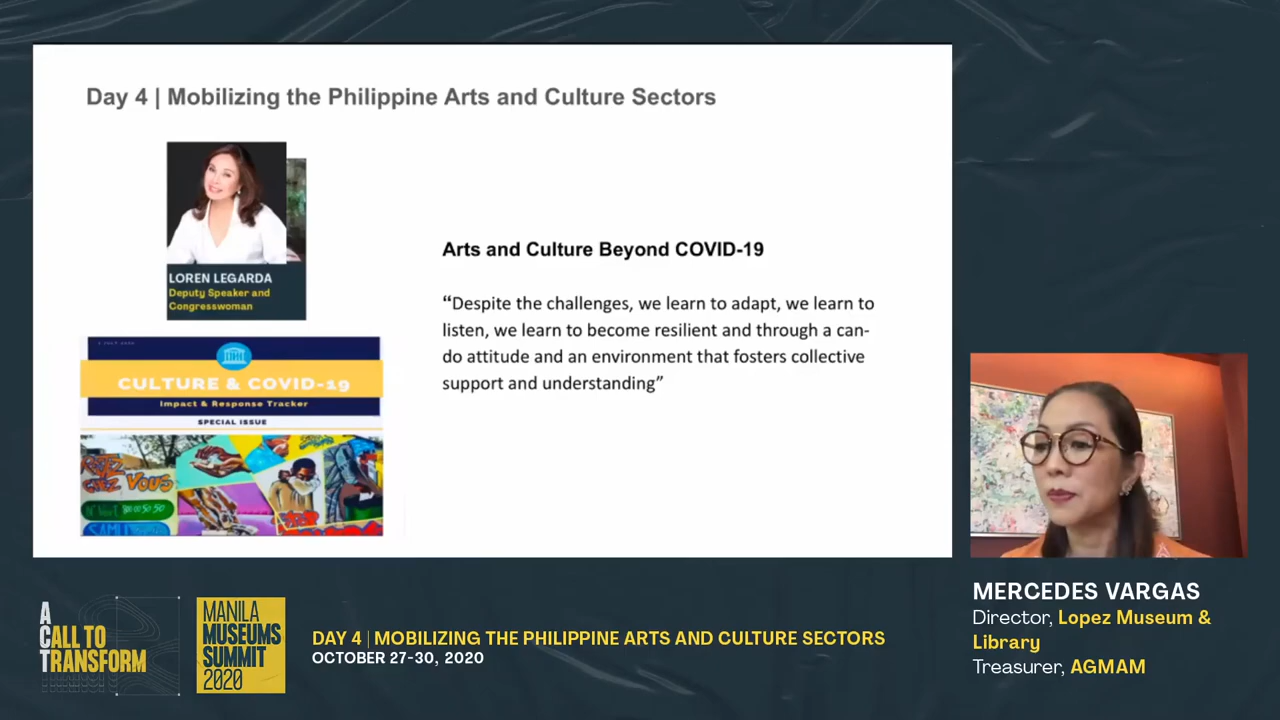 Day 4 | Mobilizing the Philippine Arts and Culture Sectors
LOREN LEGARDA
Deputy Speaker and
Congresswoman
CULTURE & COVID-19
Impact & Response Tracker
SPECIAL ISSUE
CHEZ VOUS
Arts and Culture Beyond COVID-19
“Despite the challenges, we learn to adapt, we learn to
listen, we learn to become resilient and through a can-
do attitude and an environment that fosters collective
support and understanding”
MERCEDES VARGAS
Director, Lopez Museum &
Library
Treasurer, AGMAM
A
CALL TO
TRANSFORM
MANILA
MUSEUMS
SUMMIT
2020
DAY 4 | MOBILIZING THE PHILIPPINE ARTS AND CULTURE SECTORS
OCTOBER 27-30, 2020